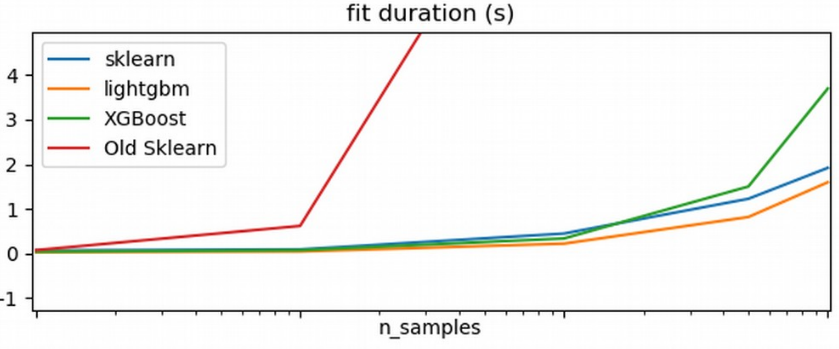 fit duration (s)
sklearn
lightgbm
XGBoost
Old Sklearn
4
3
2
1
0
-1
n_samples